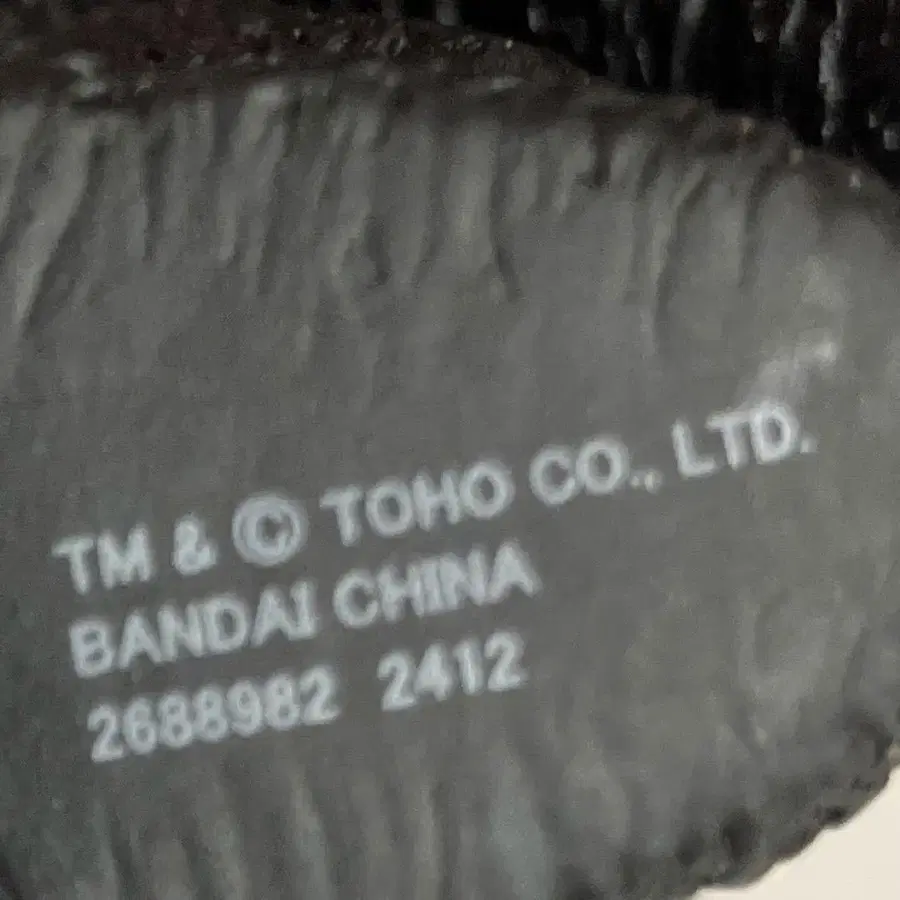 TM & © TOHO CO., LTD.
BANDAI CHINA
2688982 2412